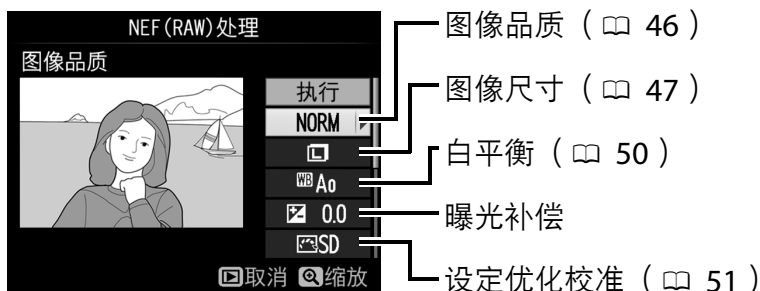 NEF(RAW)处理
图像品质
执行
NORM
L
WB A0
0.0
SD
取消 缩放
图像品质（ 46 ）
图像尺寸（ 47 ）
白平衡（ 50 ）
曝光补偿
设定优化校准（ 51 ）